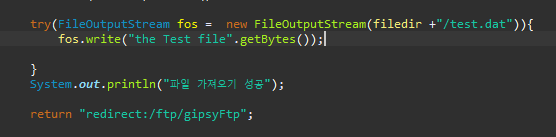 try(FileOutputStream fos =  new FileOutputStream(filedir +"/test.dat")){
fos.write("the Test file".getBytes());
}
System.out.println("파일 가져오기 성공");
return "redirect:/ftp/gipsyFtp";